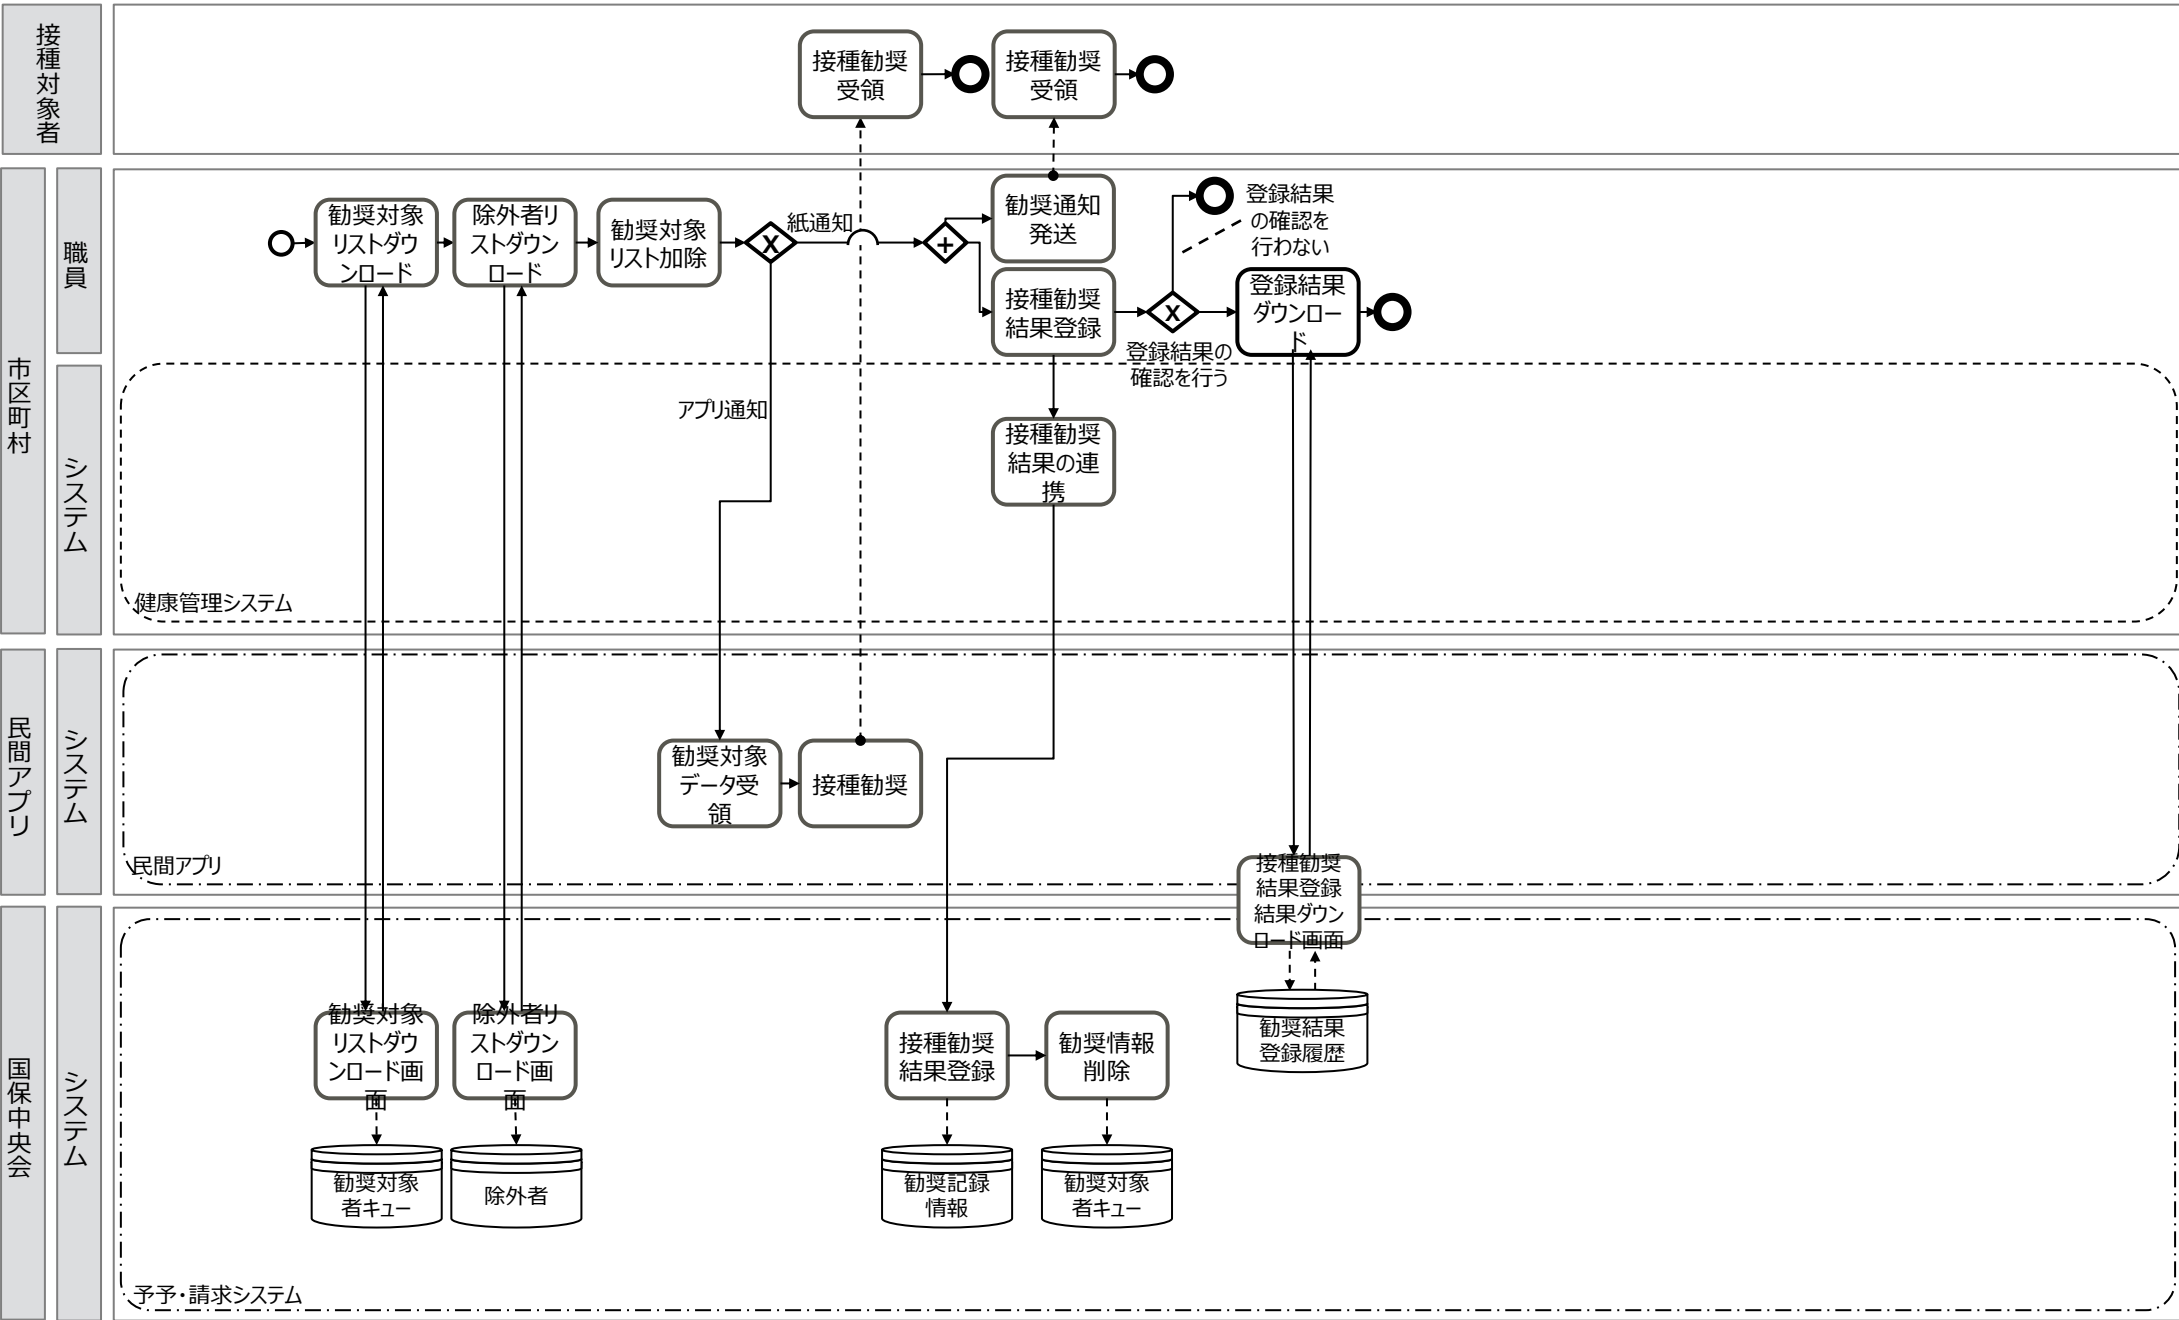 接種対象者
接種勧奨
受領
接種勧奨
受領
市区町村
職員
勧奨対象
リストダウ
ンロード
除外者リ
ストダウン
ロード
勧奨対象
リスト加除
X
紙通知
アプリ通知
+
勧奨通知
発送
接種勧奨
結果登録
X
登録結果
の確認を
行わない
登録結果の
確認を行う
登録結果
ダウンロー
ド
システム
接種勧奨
結果の連
携
健康管理システム
民間アプリ
システム
勧奨対象
データ受
領
接種勧奨
民間アプリ
国保中央会
システム
接種勧奨
結果登録
結果ダウン
ロード画面
勧奨結果
登録履歴
勧奨対象
リストダウ
ンロード画
面
除外者リ
ストダウン
ロード画
面
接種勧奨
結果登録
勧奨情報
削除
勧奨対象
者キュー
除外者
勧奨記録
情報
勧奨対象
者キュー
予予・請求システム